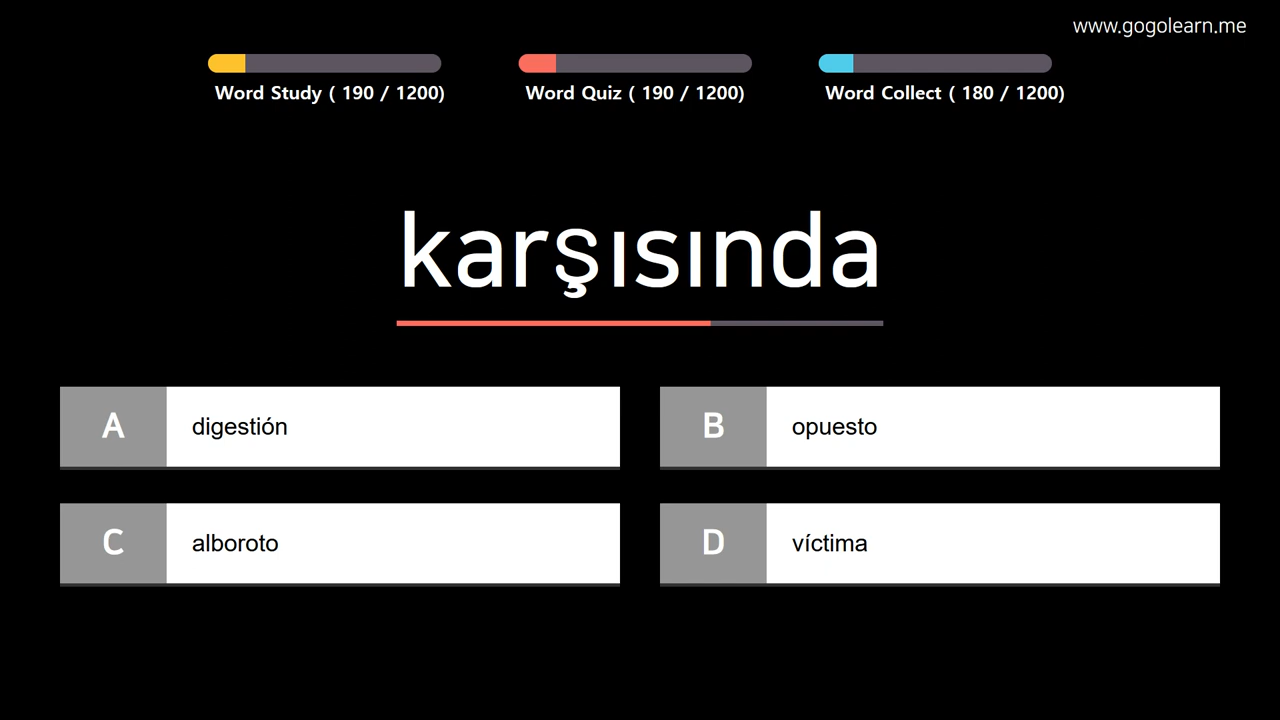 www.gogolearn.me
Word Study ( 190 / 1200)
Word Quiz ( 190 / 1200)
Word Collect ( 180 / 1200)
karşısında
A digestión
B opuesto
C alboroto
D víctima